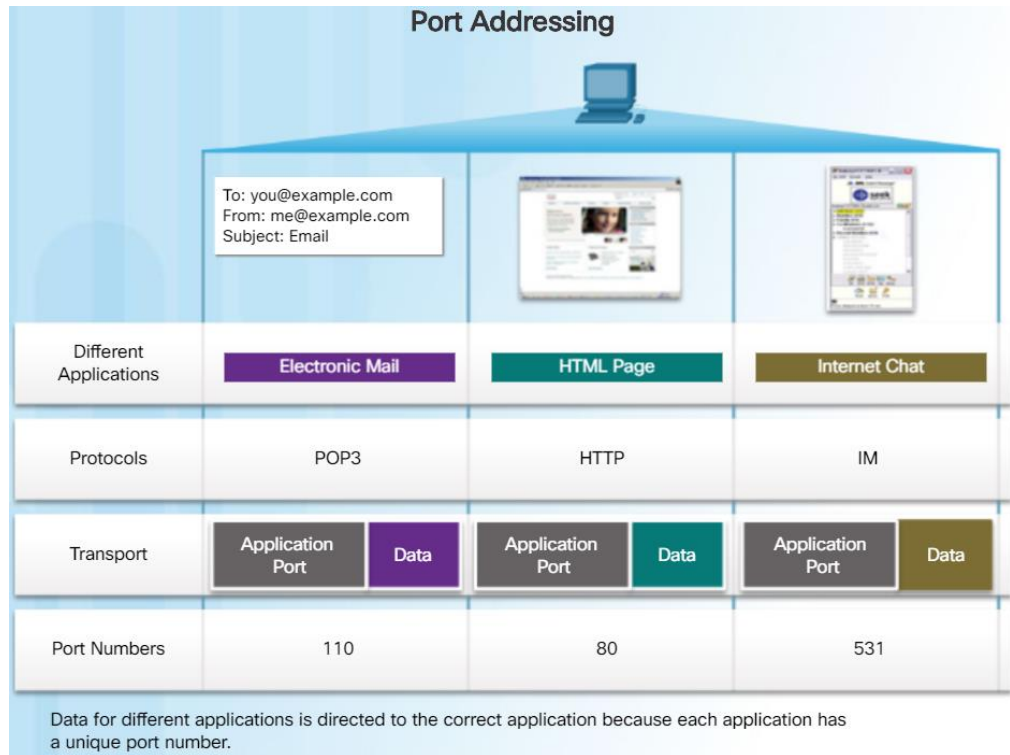 Port Addressing
To: you@example.com
From: me@example.com
Subject: Email
seek
Different
Applications
Electronic Mail
HTML Page
Internet Chat
Protocols
POP3
HTTP
IM
Transport
Application
Port
Data
Application
Port
Data
Application
Port
Data
Port Numbers
110
80
531
Data for different applications is directed to the correct application because each application has
a unique port number.